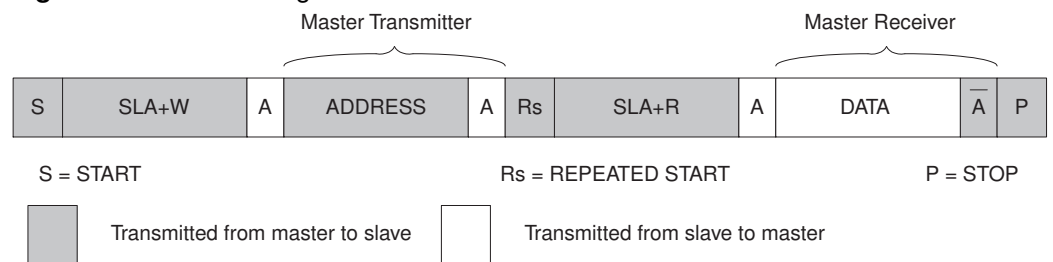 Master Transmitter Master Receiver
S SLA+W A ADDRESS A Rs SLA+R A DATA A̅ P
S = START Rs = REPEATED START P = STOP
Transmitted from master to slave Transmitted from slave to master